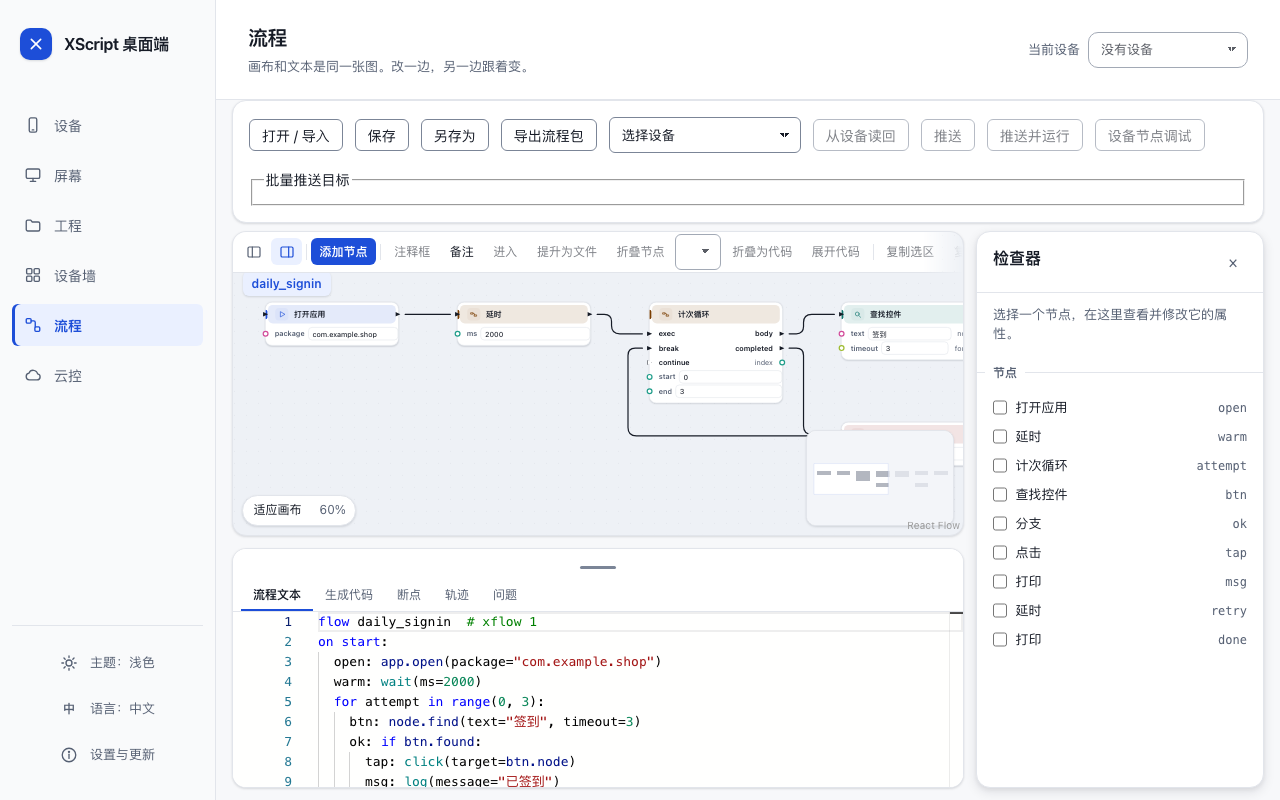 XScript 桌面端
设备
屏幕
工程
设备墙
流程
云控
主题：浅色
中 语言：中文
设置与更新
流程
画布和文本是同一张图。改一边，另一边跟着变。
当前设备 没有设备
打开 / 导入 保存 另存为 导出流程包 选择设备 从设备读回 推送 推送并运行 设备节点调试
批量推送目标
添加节点 注释框 备注 进入 提升为文件 折叠节点 折叠为代码 展开代码 复制选区
daily_signin
打开应用
package com.example.shop
延时
ms 2000
计次循环
exec body
break completed
continue index
start 0
end 3
查找控件
text 签到
timeout 3
适应画布 60%
React Flow
流程文本 生成代码 断点 轨迹 问题
1 flow daily_signin  # xflow 1
2 on start:
3   open: app.open(package="com.example.shop")
4   warm: wait(ms=2000)
5   for attempt in range(0, 3):
6     btn: node.find(text="签到", timeout=3)
7     ok: if btn.found:
8       tap: click(target=btn.node)
9       msg: log(message="已签到")
检查器 x
选择一个节点，在这里查看并修改它的属
性。
节点
打开应用 open
延时 warm
计次循环 attempt
查找控件 btn
分支 ok
点击 tap
打印 msg
延时 retry
打印 done